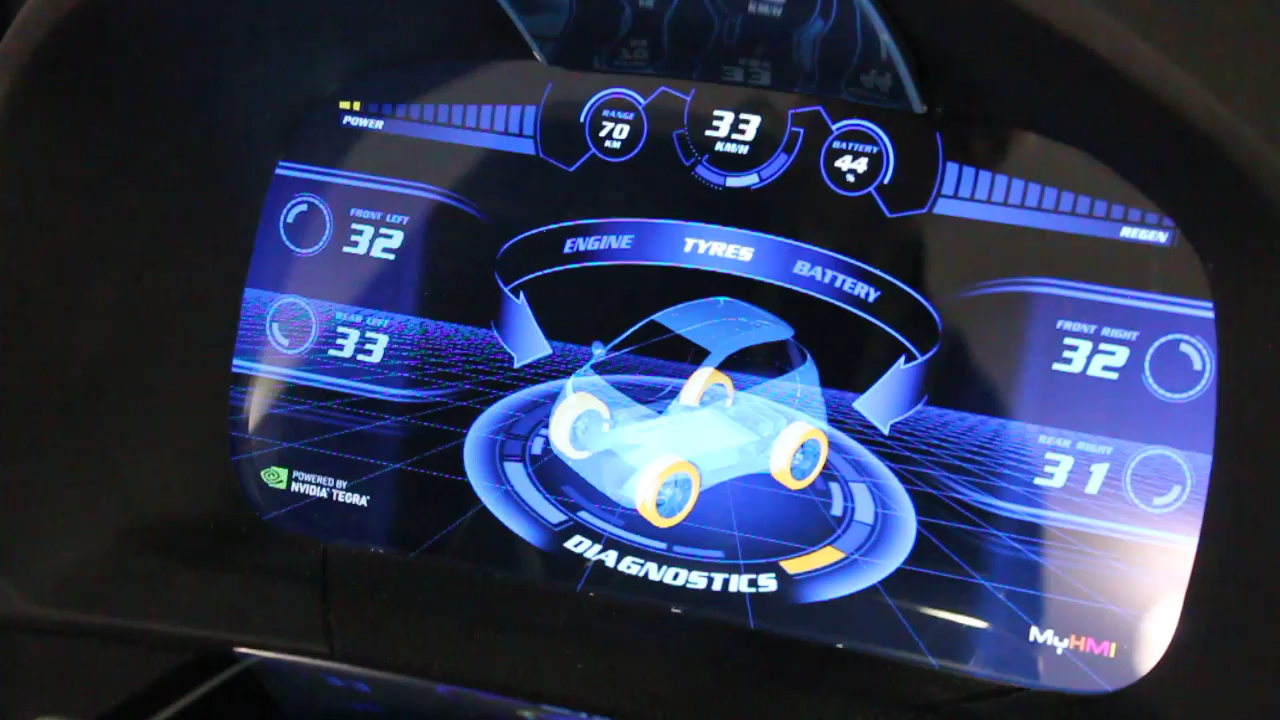 POWER
RANGE
70
KM
33
KM/H
BATTERY
44
%
REGEN
FRONT LEFT
32
REAR LEFT
33
ENGINE TYRES BATTERY
FRONT RIGHT
32
REAR RIGHT
31
POWERED BY
NVIDIA TEGRA
DIAGNOSTICS
MyHMI